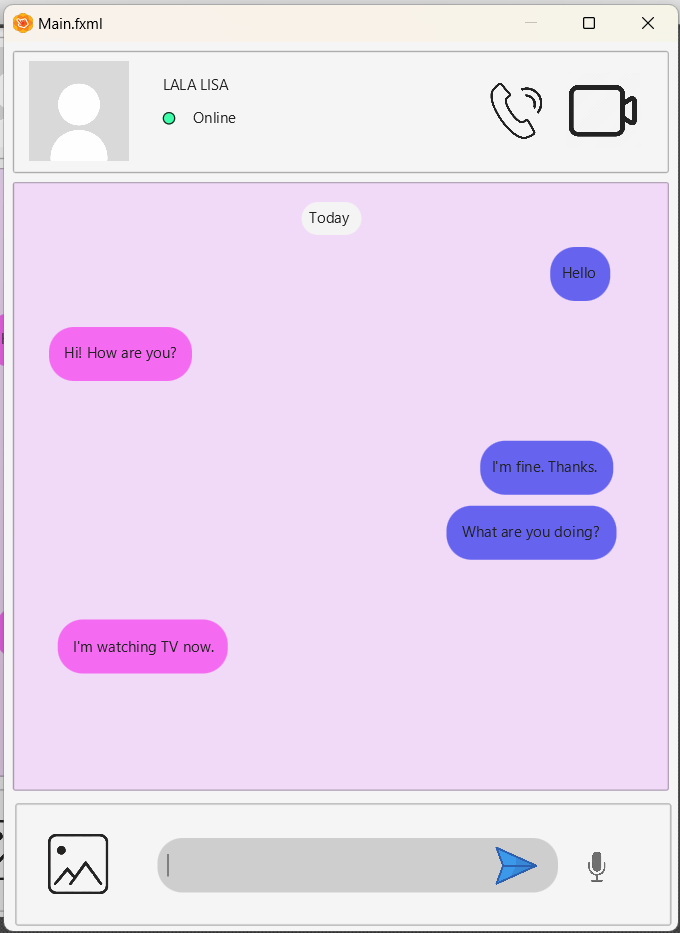 Main.fxml
LALA LISA
Online
Today
Hello
Hi! How are you?
I'm fine. Thanks.
What are you doing?
I'm watching TV now.